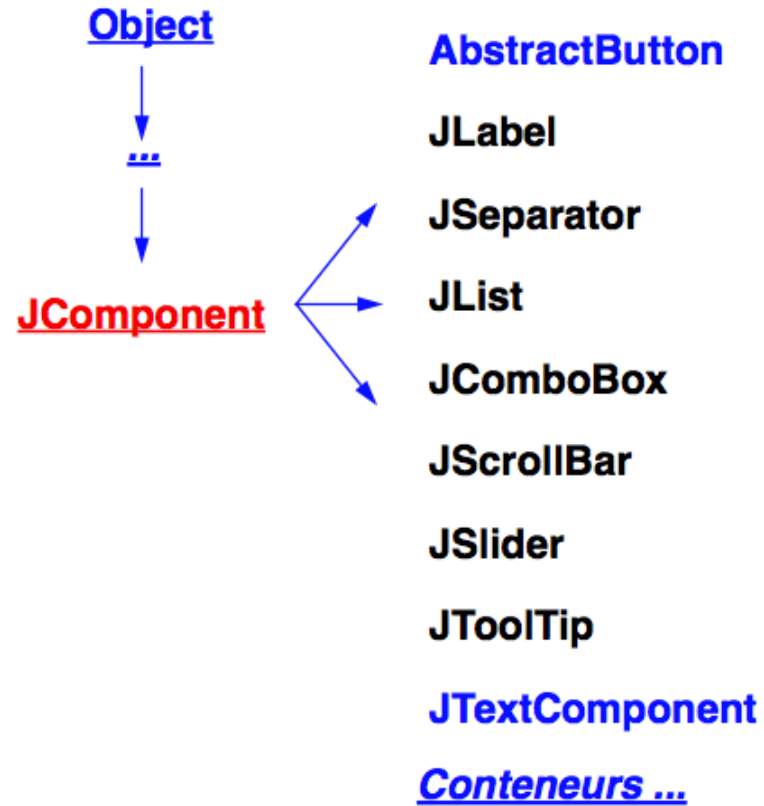 Object
...
JComponent
AbstractButton
JLabel
JSeparator
JList
JComboBox
JScrollBar
JSlider
JToolTip
JTextComponent
Conteneurs ...